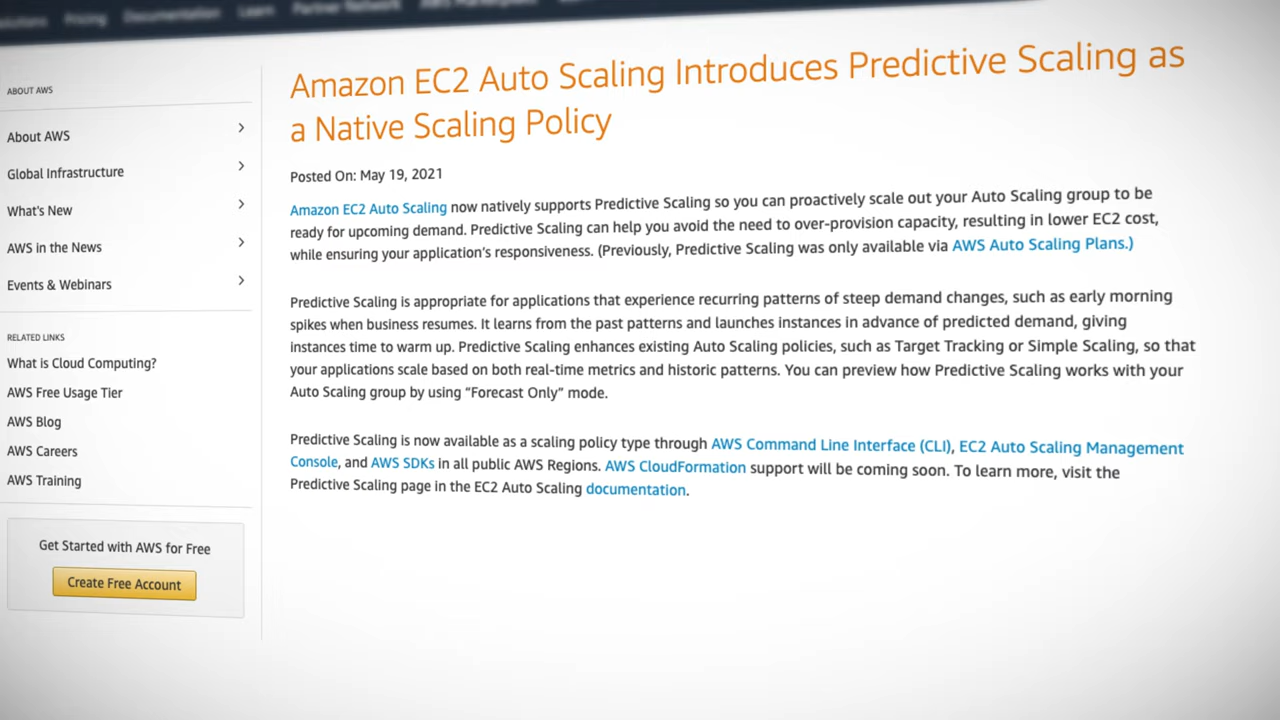 Pricing
Documentation
Learn
Partner Network
ABOUT AWS
About AWS
Global Infrastructure
What's New
AWS in the News
Events & Webinars
RELATED LINKS
What is Cloud Computing?
AWS Free Usage Tier
AWS Blog
AWS Careers
AWS Training
Get Started with AWS for Free
Create Free Account
Amazon EC2 Auto Scaling Introduces Predictive Scaling as
a Native Scaling Policy
Posted On: May 19, 2021
Amazon EC2 Auto Scaling now natively supports Predictive Scaling so you can proactively scale out your Auto Scaling group to be
ready for upcoming demand. Predictive Scaling can help you avoid the need to over-provision capacity, resulting in lower EC2 cost,
while ensuring your application's responsiveness. (Previously, Predictive Scaling was only available via AWS Auto Scaling Plans.)
Predictive Scaling is appropriate for applications that experience recurring patterns of steep demand changes, such as early morning
spikes when business resumes. It learns from the past patterns and launches instances in advance of predicted demand, giving
instances time to warm up. Predictive Scaling enhances existing Auto Scaling policies, such as Target Tracking or Simple Scaling, so that
your applications scale based on both real-time metrics and historic patterns. You can preview how Predictive Scaling works with your
Auto Scaling group by using “Forecast Only” mode.
Predictive Scaling is now available as a scaling policy type through AWS Command Line Interface (CLI), EC2 Auto Scaling Management
Console, and AWS SDKs in all public AWS Regions. AWS CloudFormation support will be coming soon. To learn more, visit the
Predictive Scaling page in the EC2 Auto Scaling documentation.